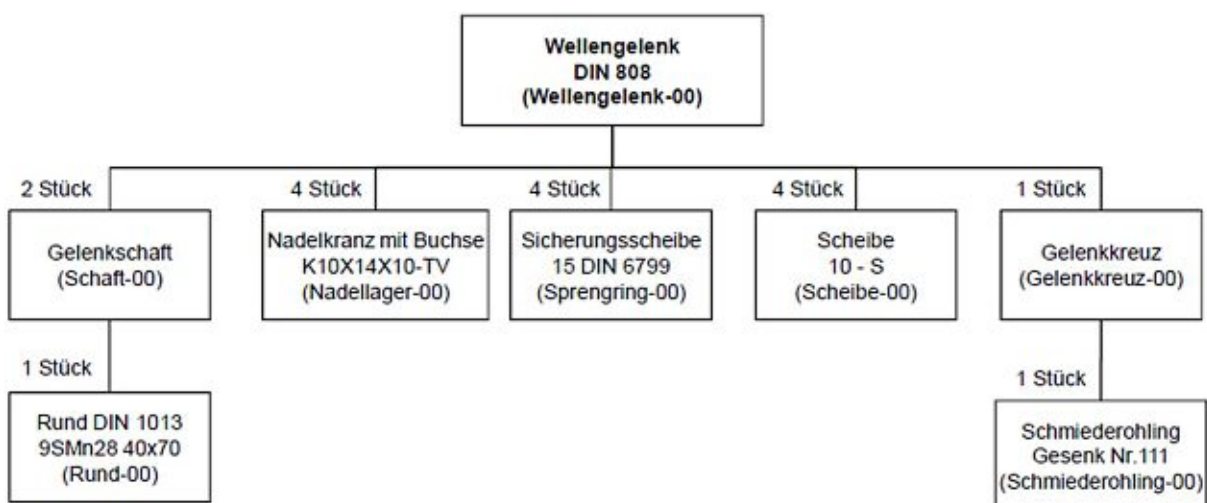 Wellengelenk
DIN 808
(Wellengelenk-00)
2 Stück
4 Stück
4 Stück
4 Stück
1 Stück
Gelenkschaft
(Schaft-00)
Nadelkranz mit Buchse
K10X14X10-TV
(Nadellager-00)
Sicherungsscheibe
15 DIN 6799
(Sprengring-00)
Scheibe
10 - S
(Scheibe-00)
Gelenkkreuz
(Gelenkkreuz-00)
1 Stück
1 Stück
Rund DIN 1013
9SMn28 40x70
(Rund-00)
Schmiederohling
Gesenk Nr.111
(Schmiederohling-00)